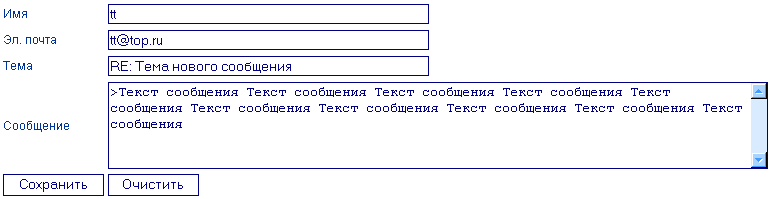 Имя tt
Эл. почта tt@top.ru
Тема RE: Тема нового сообщения
>Текст сообщения Текст сообщения Текст сообщения Текст сообщения Текст
сообщения Текст сообщения Текст сообщения Текст сообщения Текст сообщения Текст
Сообщение сообщения
Сохранить Очистить